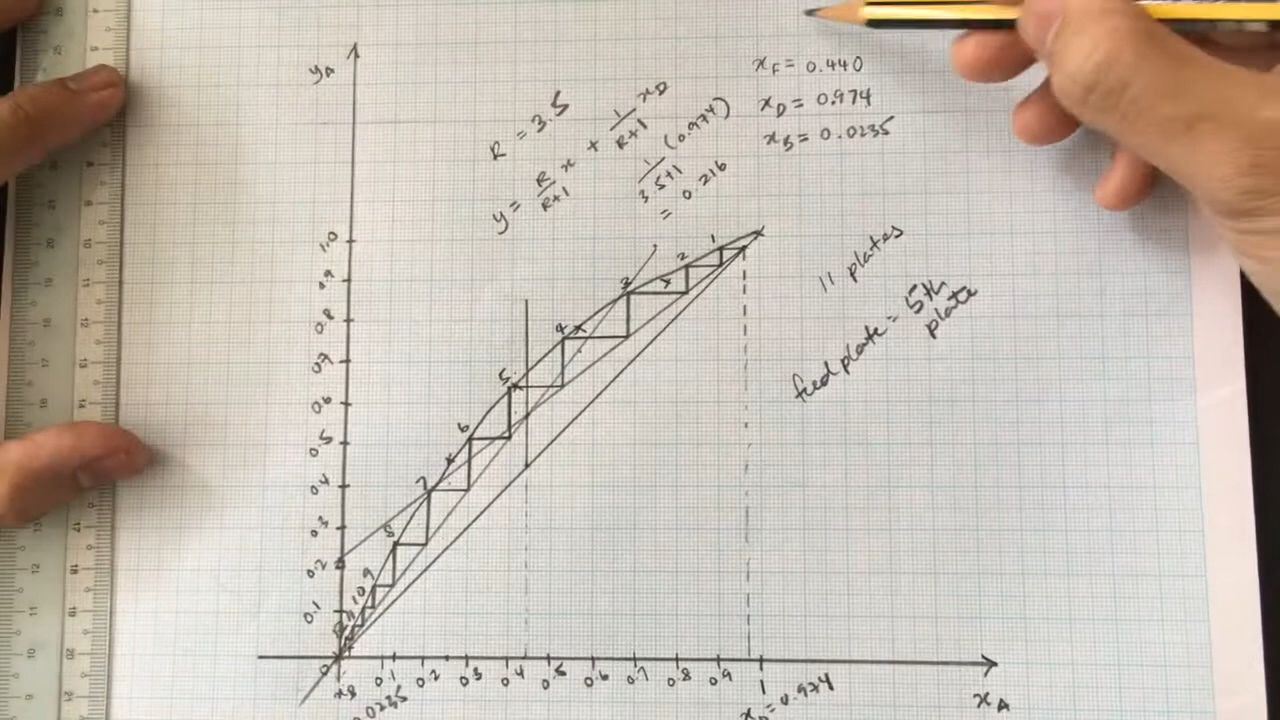 yA
R = 3.5
y = R/R+1 x + 1/R+1 xD
1/3.5+1 (0.974)
= 0.216
xF = 0.440
xD = 0.974
xB = 0.0235
11 plates
feed plate = 5th
plate
1.0
0.9
0.8
0.7
0.6
0.5
0.4
0.3
0.2
0.1
0
1
2
3
4
5
6
7
8
9
10
11
0.1 0.2 0.3 0.4 0.5 0.6 0.7 0.8 0.9 1
xA
xB
0.0235
xD = 0.974